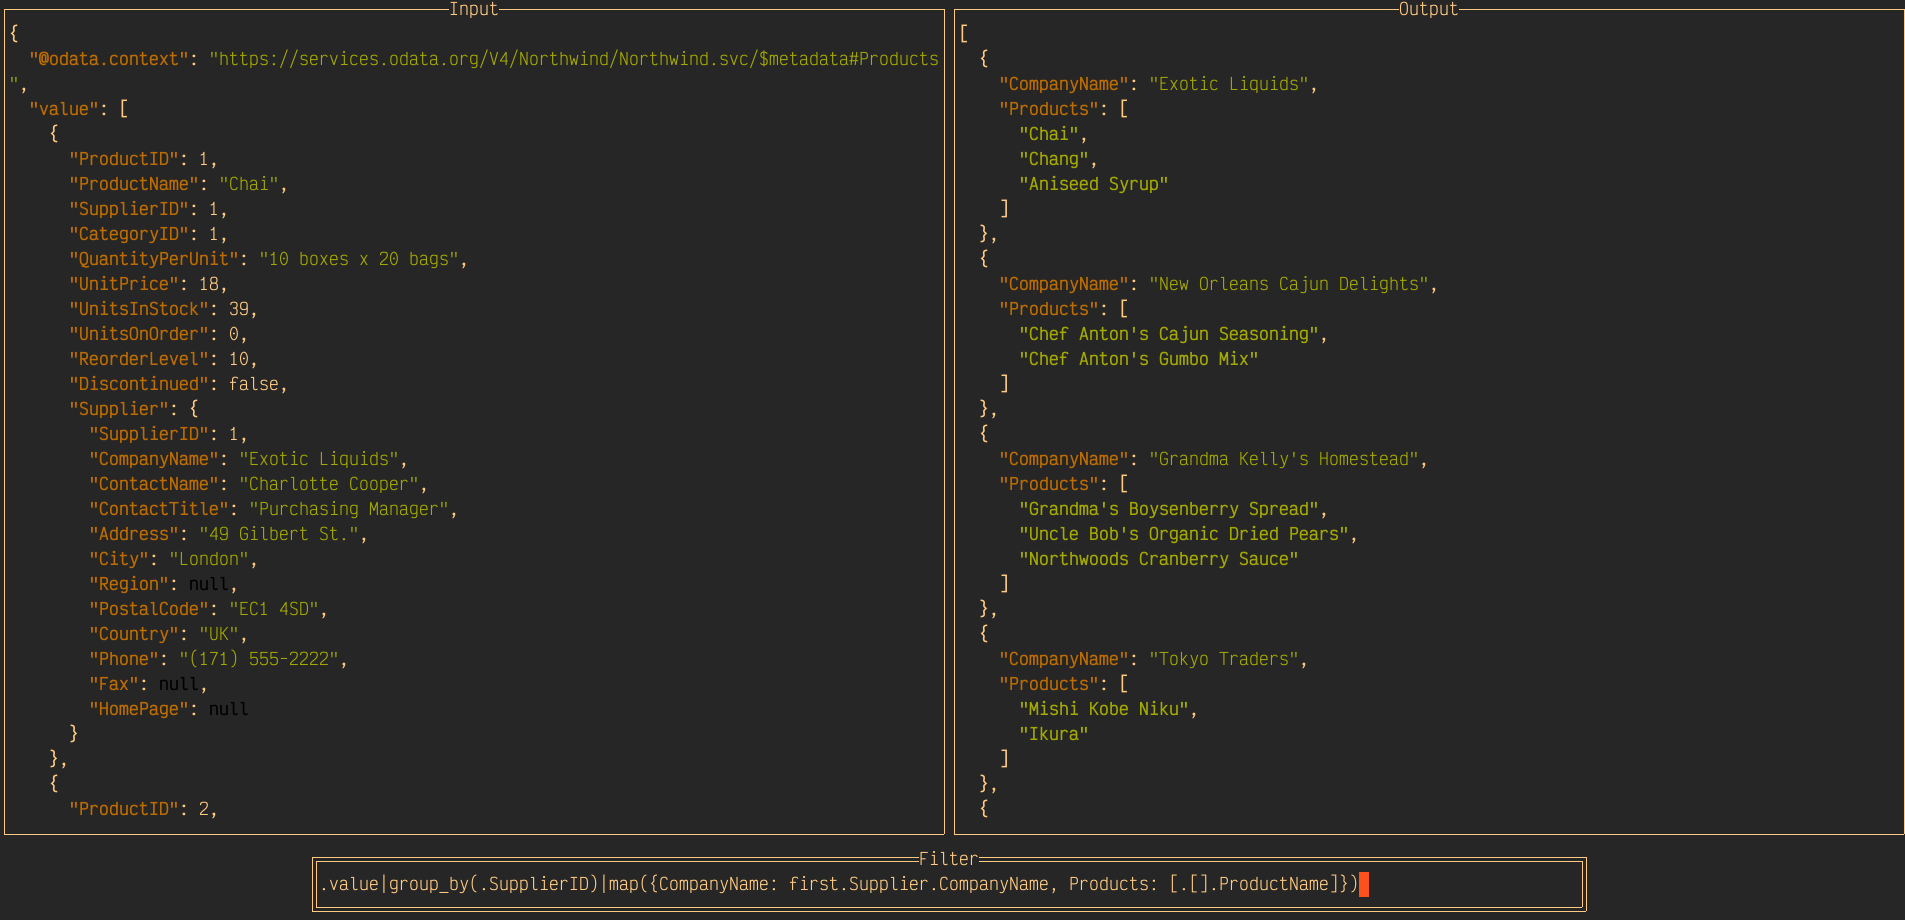 Input
{
  "@odata.context": "https://services.odata.org/V4/Northwind/Northwind.svc/$metadata#Products
",
  "value": [
    {
      "ProductID": 1,
      "ProductName": "Chai",
      "SupplierID": 1,
      "CategoryID": 1,
      "QuantityPerUnit": "10 boxes x 20 bags",
      "UnitPrice": 18,
      "UnitsInStock": 39,
      "UnitsOnOrder": 0,
      "ReorderLevel": 10,
      "Discontinued": false,
      "Supplier": {
        "SupplierID": 1,
        "CompanyName": "Exotic Liquids",
        "ContactName": "Charlotte Cooper",
        "ContactTitle": "Purchasing Manager",
        "Address": "49 Gilbert St.",
        "City": "London",
        "Region": null,
        "PostalCode": "EC1 4SD",
        "Country": "UK",
        "Phone": "(171) 555-2222",
        "Fax": null,
        "HomePage": null
      }
    },
    {
      "ProductID": 2,
Output
[
  {
    "CompanyName": "Exotic Liquids",
    "Products": [
      "Chai",
      "Chang",
      "Aniseed Syrup"
    ]
  },
  {
    "CompanyName": "New Orleans Cajun Delights",
    "Products": [
      "Chef Anton's Cajun Seasoning",
      "Chef Anton's Gumbo Mix"
    ]
  },
  {
    "CompanyName": "Grandma Kelly's Homestead",
    "Products": [
      "Grandma's Boysenberry Spread",
      "Uncle Bob's Organic Dried Pears",
      "Northwoods Cranberry Sauce"
    ]
  },
  {
    "CompanyName": "Tokyo Traders",
    "Products": [
      "Mishi Kobe Niku",
      "Ikura"
    ]
  },
  {
Filter
.value|group_by(.SupplierID)|map({CompanyName: first.Supplier.CompanyName, Products: [.[].ProductName]})